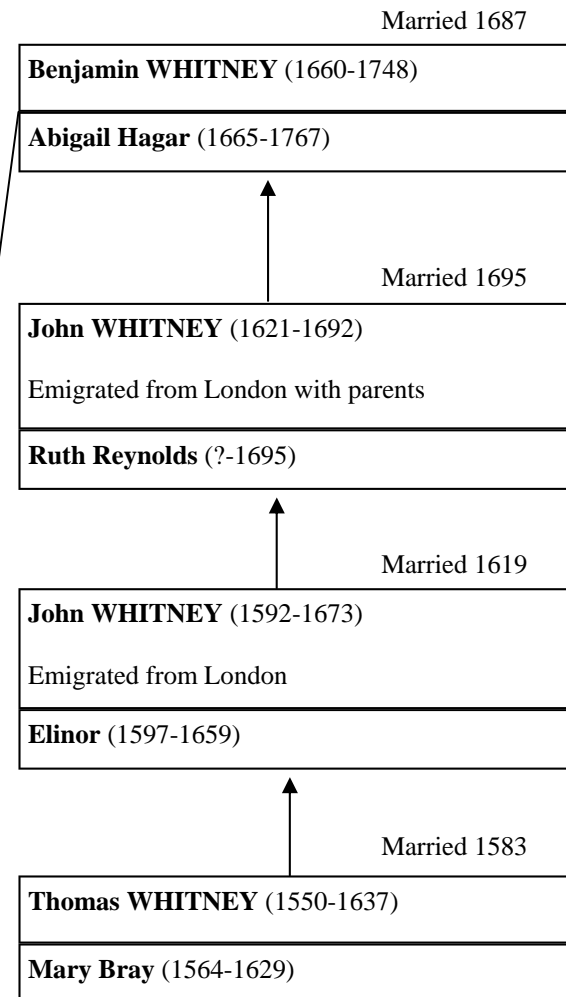 Married 1687
Benjamin WHITNEY (1660-1748)
Abigail Hagar (1665-1767)
Married 1695
John WHITNEY (1621-1692)
Emigrated from London with parents
Ruth Reynolds (?-1695)
Married 1619
John WHITNEY (1592-1673)
Emigrated from London
Elinor (1597-1659)
Married 1583
Thomas WHITNEY (1550-1637)
Mary Bray (1564-1629)